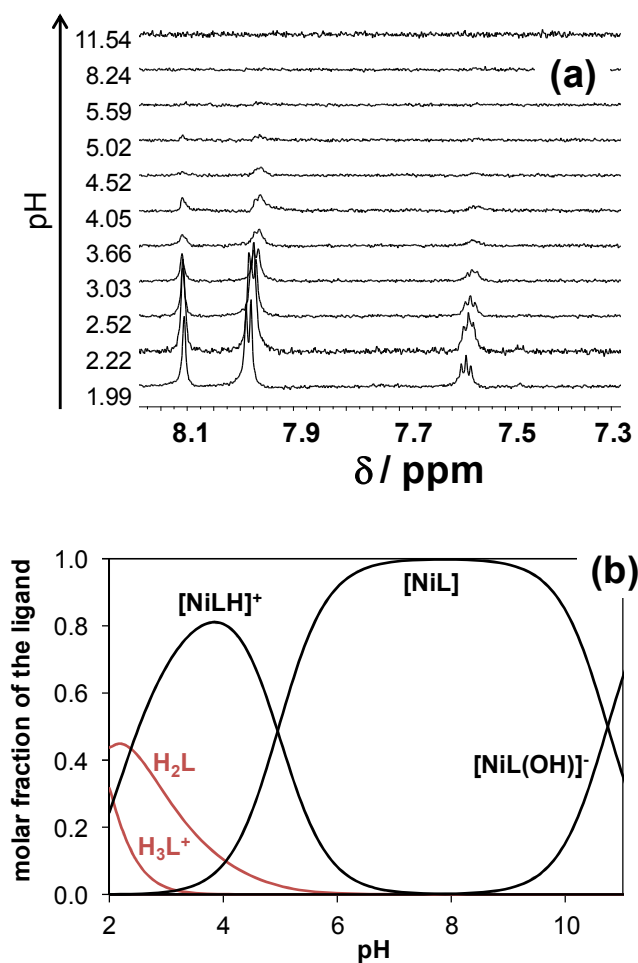 11.54
8.24
(a)
5.59
5.02
4.52
4.05
3.66
3.03
2.52
2.22
1.99
pH
8.1 7.9 7.7 7.5 7.3
δ / ppm
(b)
1.0
0.8
0.6
0.4
0.2
0.0
molar fraction of the ligand
[NiLH]⁺
[NiL]
H₂L
H₃L⁺
[NiL(OH)]⁻
2 4 6 8 10
pH